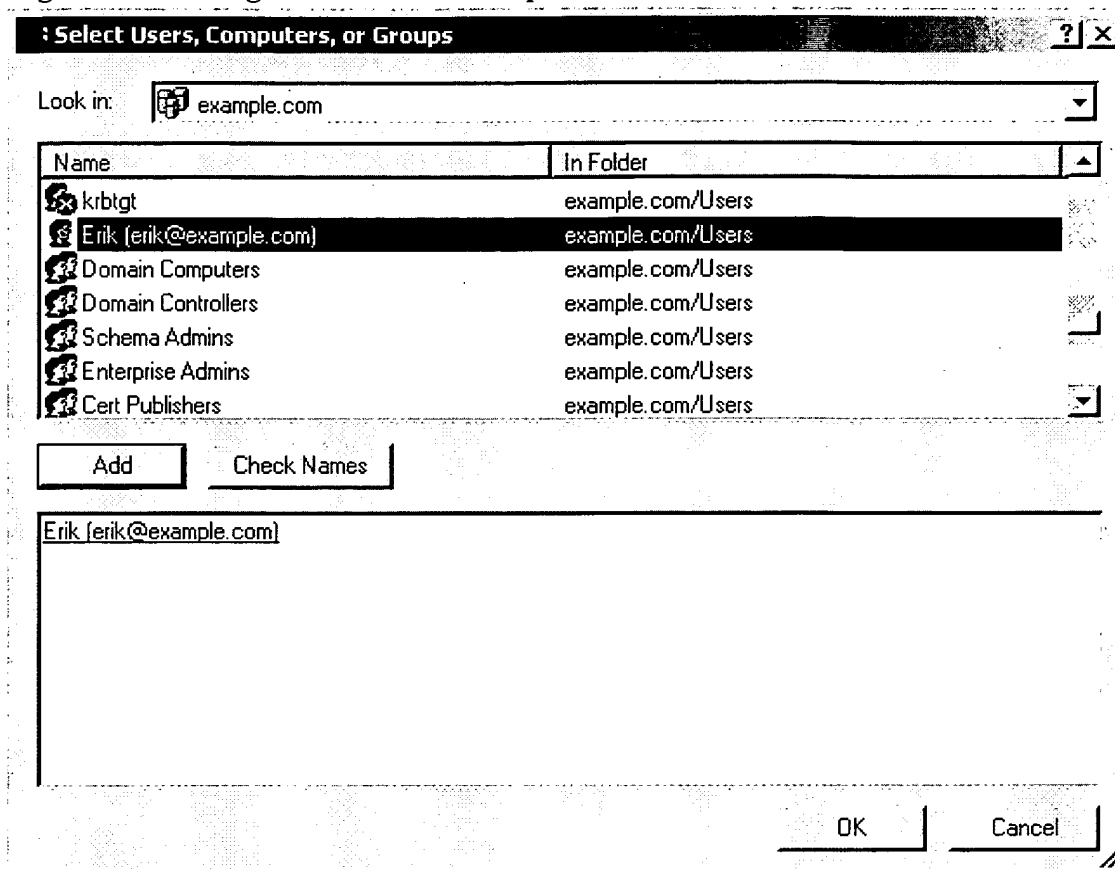 Select Users, Computers, or Groups
Look in: example.com
Name In Folder
krbtgt example.com/Users
Erik (erik@example.com) example.com/Users
Domain Computers example.com/Users
Domain Controllers example.com/Users
Schema Admins example.com/Users
Enterprise Admins example.com/Users
Cert Publishers example.com/Users
Add Check Names
Erik (erik@example.com)
OK Cancel